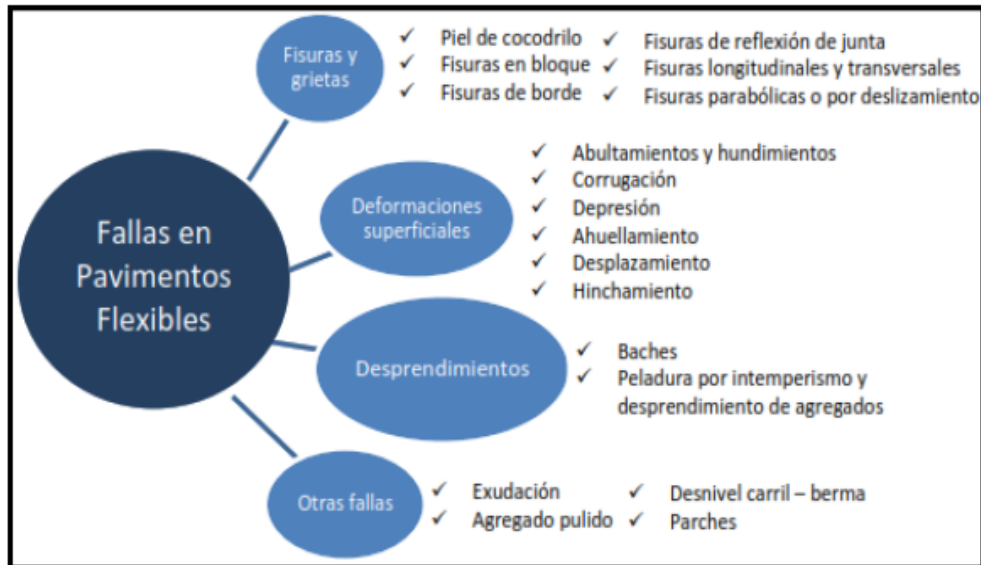 Fallas en
Pavimentos
Flexibles
Fisuras y
grietas
✓ Piel de cocodrilo
✓ Fisuras en bloque
✓ Fisuras de borde
✓ Fisuras de reflexión de junta
✓ Fisuras longitudinales y transversales
✓ Fisuras parabólicas o por deslizamiento
Deformaciones
superficiales
✓ Abultamientos y hundimientos
✓ Corrugación
✓ Depresión
✓ Ahuellamiento
✓ Desplazamiento
✓ Hinchamiento
Desprendimientos
✓ Baches
✓ Peladura por intemperismo y
desprendimiento de agregados
Otras fallas
✓ Exudación
✓ Agregado pulido
✓ Desnivel carril – berma
✓ Parches